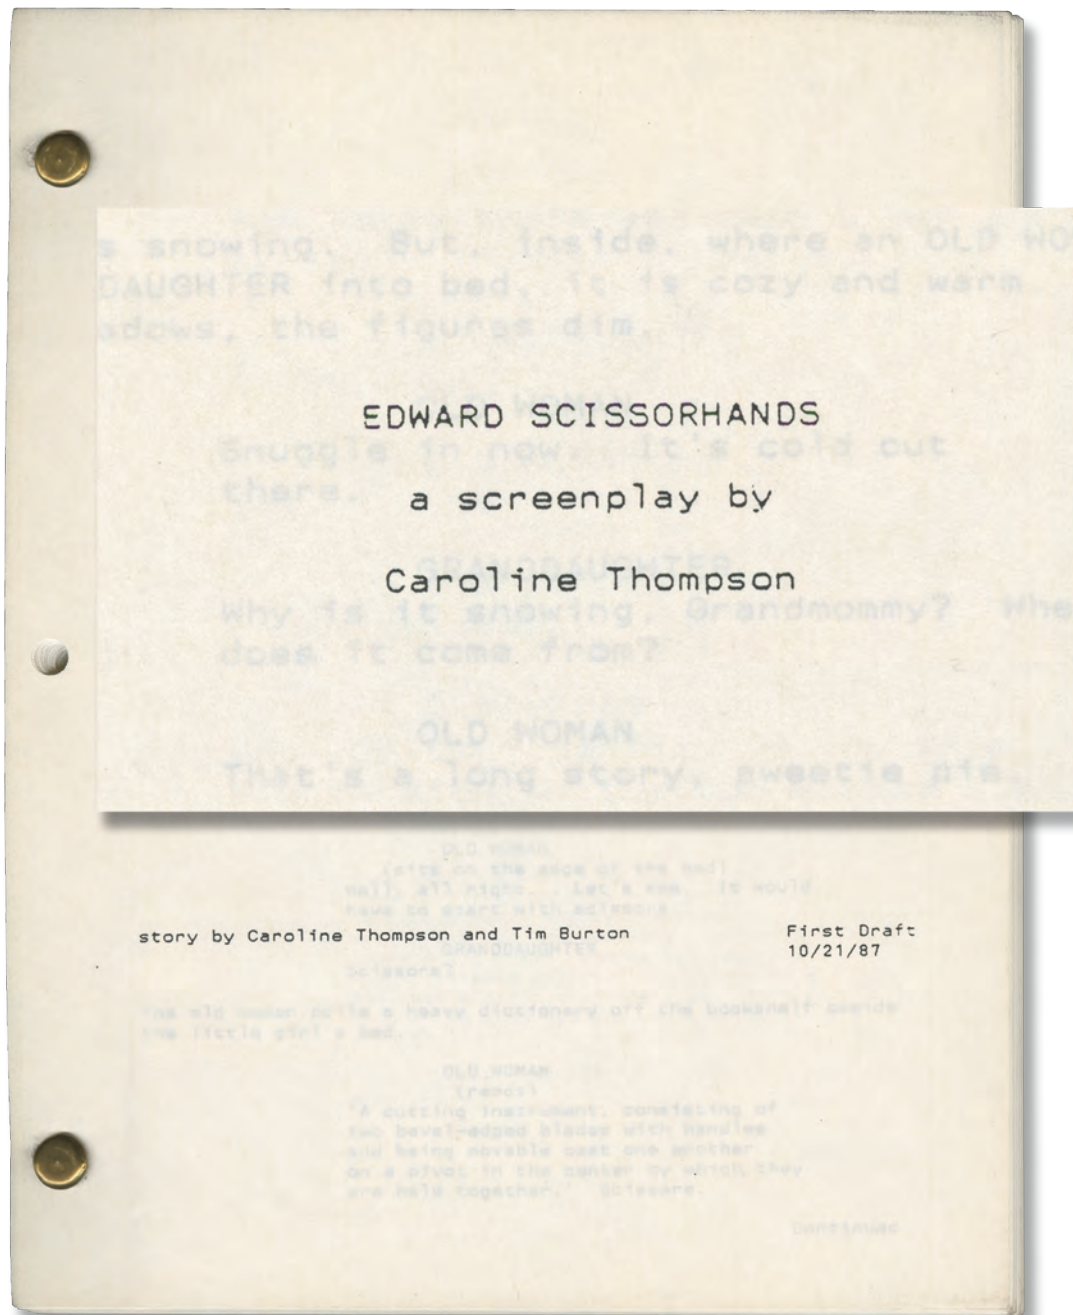 s snowing. But, inside, where an OLD WO
DAUGHTER into bed, it is cozy and warm
adows, the figures dim.
OLD WOMAN
EDWARD SCISSORHANDS
Snuggle in now. It's cold out
there.
a screenplay by
GRANDDAUGHTER
Caroline Thompson
Why is it snowing, Grandmommy? Whe
does it come from?
OLD WOMAN
That's a long story, sweetie pie.
OLD WOMAN
(sits on the edge of the bed)
Well, all right. Let's see. It would
have to start with scissors.
story by Caroline Thompson and Tim Burton
First Draft
10/21/87
GRANDDAUGHTER
Scissors?
The old woman pulls a heavy dictionary off the bookshelf beside
the little girl's bed.
OLD WOMAN
(reads)
'A cutting instrument, consisting of
two bevel-edged blades with handles
and being movable past one another
on a pivot in the center by which they
are held together.' Scissors.
Continued